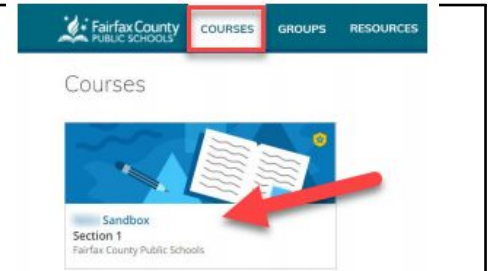 Fairfax County COURSES GROUPS RESOURCES
PUBLIC SCHOOLS
Courses
Sandbox
Section 1
Fairfax County Public Schools